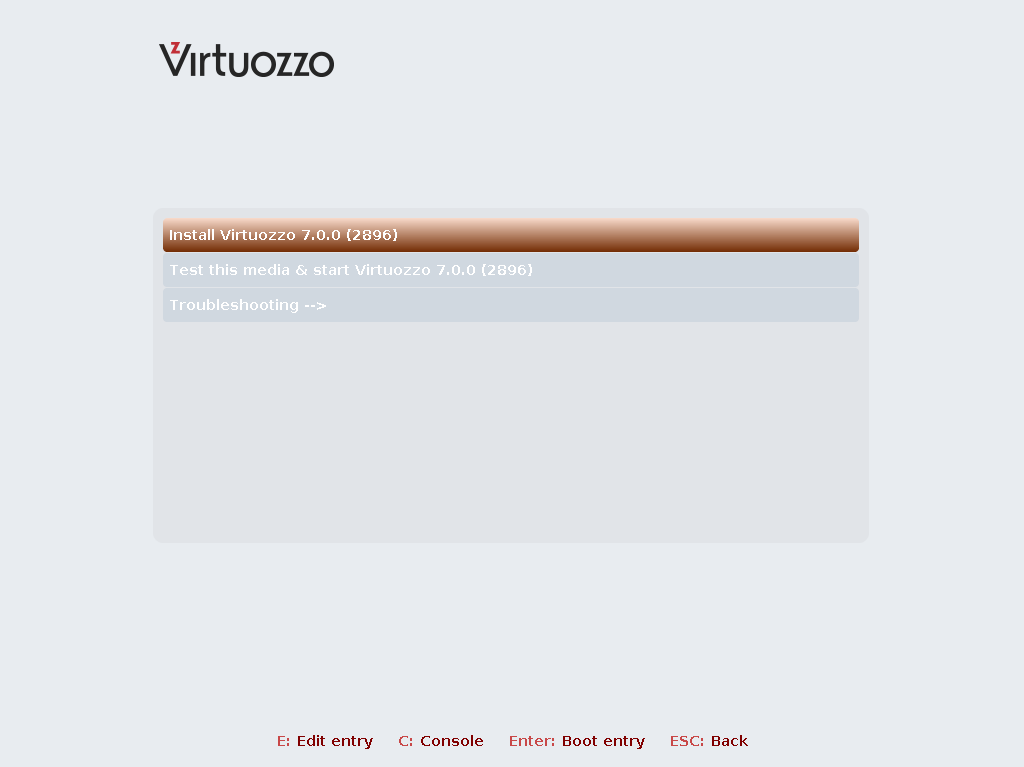 Virtuozzo
Install Virtuozzo 7.0.0 (2896)
Test this media & start Virtuozzo 7.0.0 (2896)
Troubleshooting -->
E: Edit entry C: Console Enter: Boot entry ESC: Back